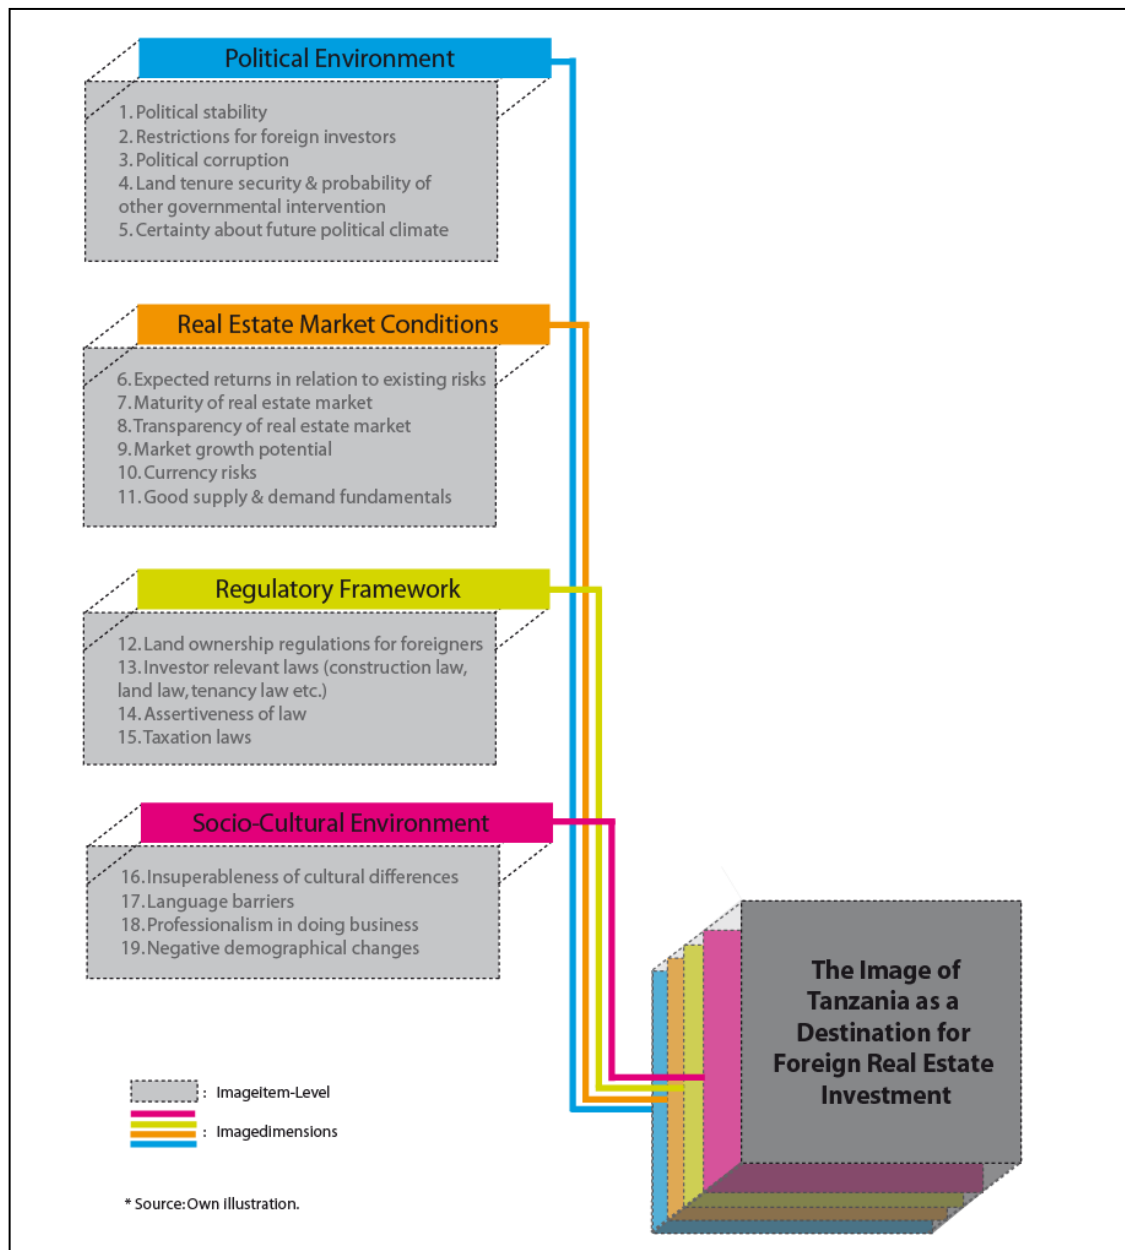 Political Environment
1. Political stability
2. Restrictions for foreign investors
3. Political corruption
4. Land tenure security & probability of
other governmental intervention
5. Certainty about future political climate
Real Estate Market Conditions
6. Expected returns in relation to existing risks
7. Maturity of real estate market
8. Transparency of real estate market
9. Market growth potential
10. Currency risks
11. Good supply & demand fundamentals
Regulatory Framework
12. Land ownership regulations for foreigners
13. Investor relevant laws (construction law,
land law, tenancy law etc.)
14. Assertiveness of law
15. Taxation laws
Socio-Cultural Environment
16. Insuperableness of cultural differences
17. Language barriers
18. Professionalism in doing business
19. Negative demographical changes
The Image of
Tanzania as a
Destination for
Foreign Real Estate
Investment
: Imageitem-Level
: Imagedimensions
* Source: Own illustration.